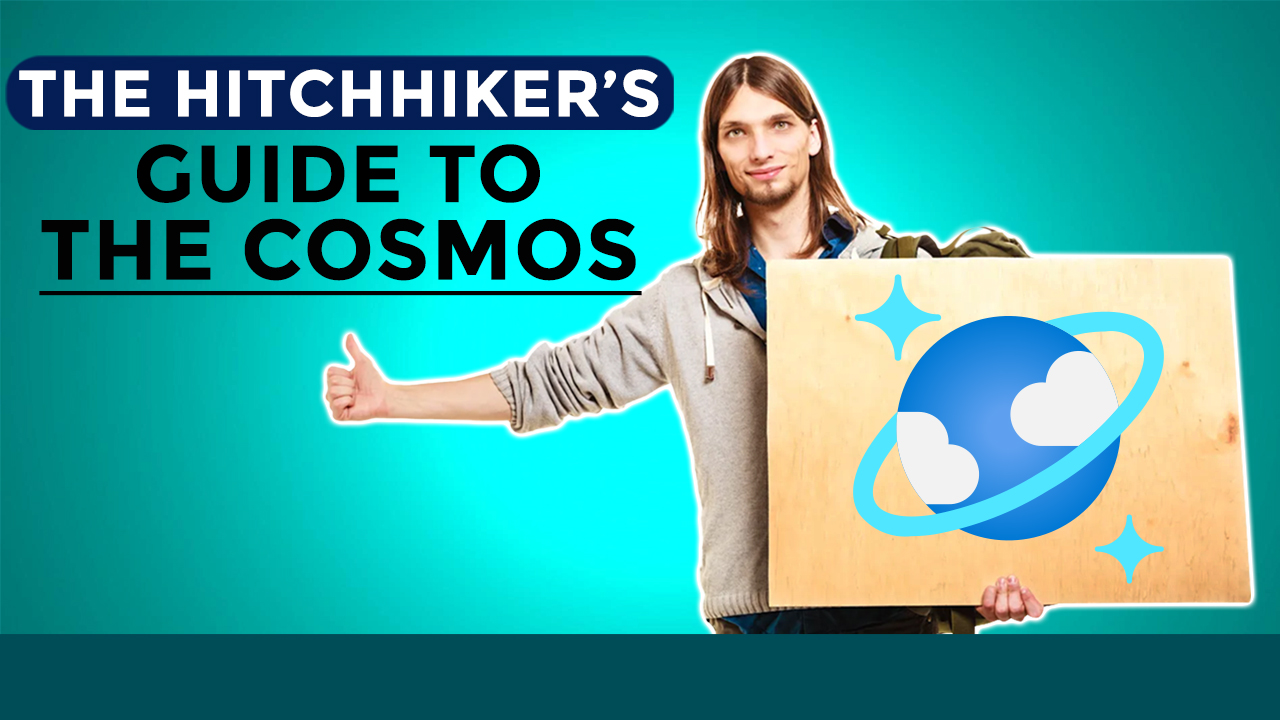 THE HITCHHIKER’S
GUIDE TO
THE COSMOS